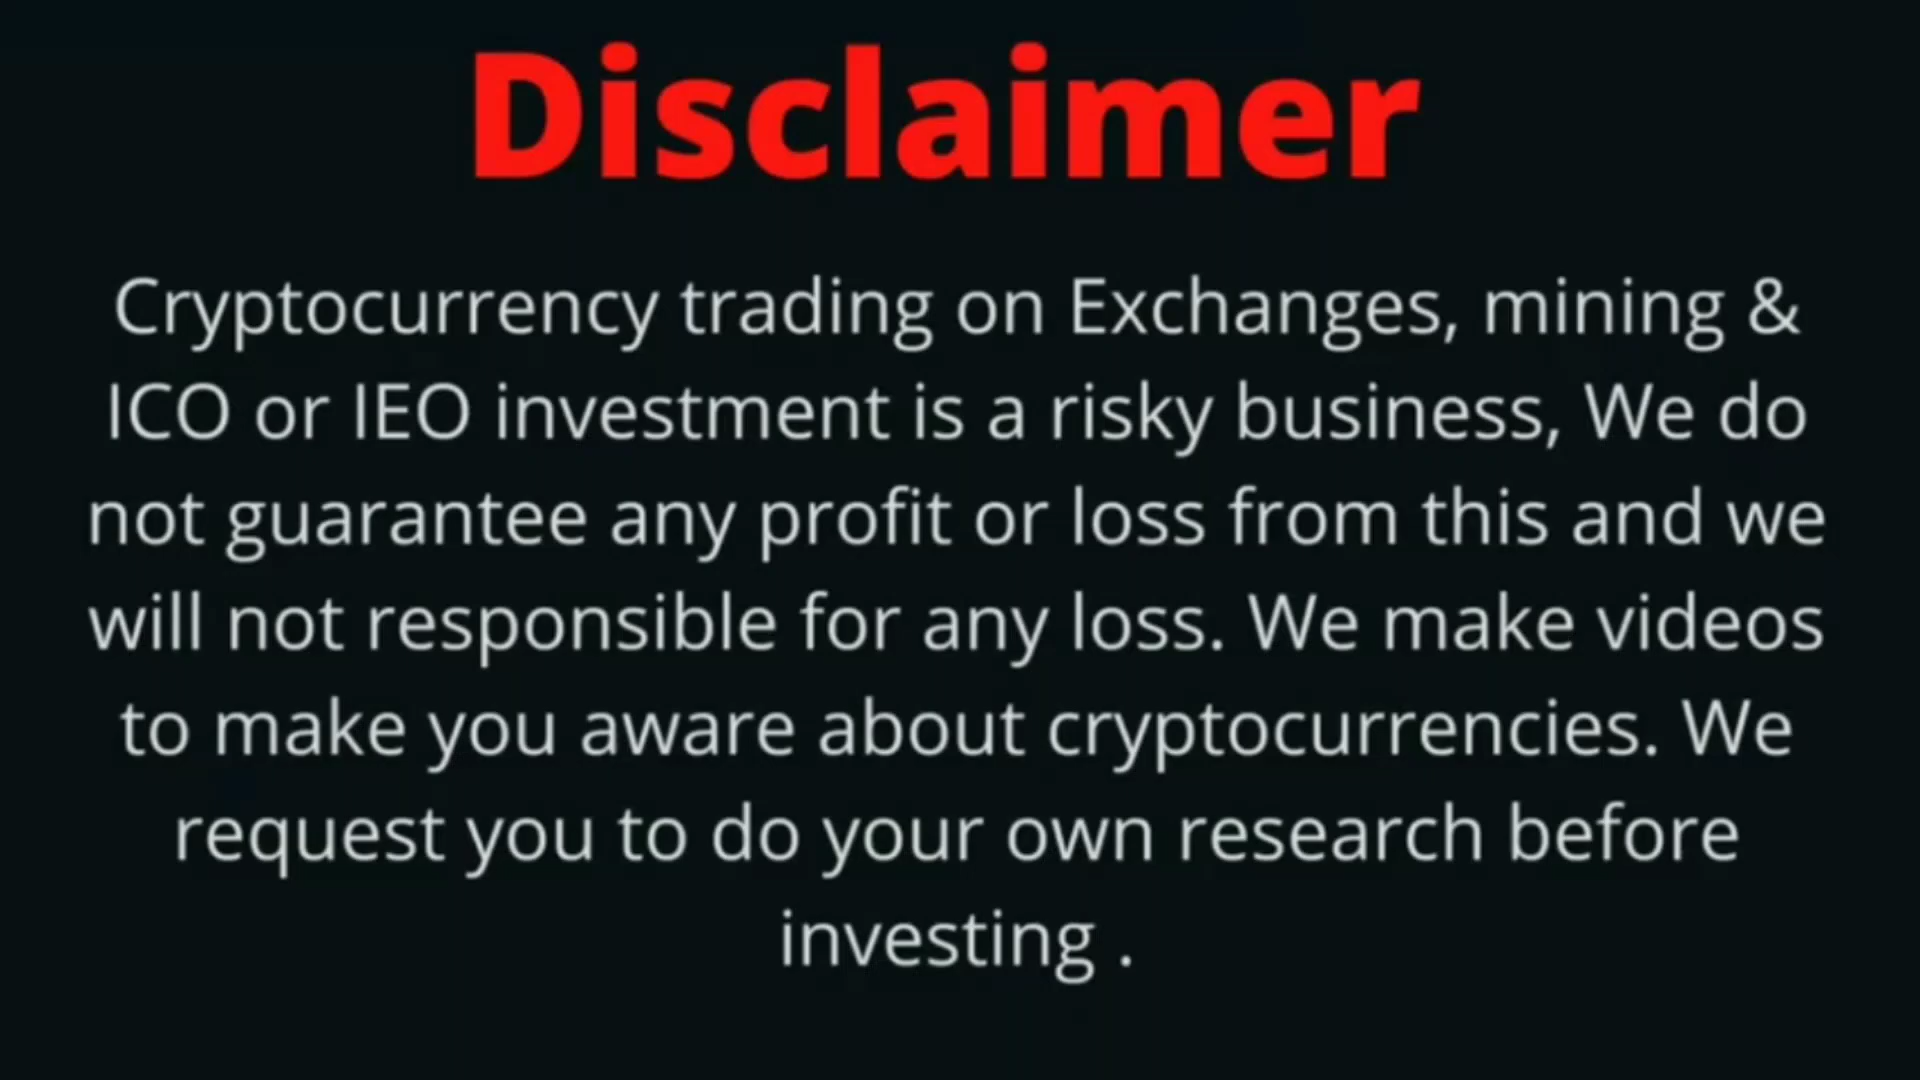 Disclaimer
Cryptocurrency trading on Exchanges, mining &
ICO or IEO investment is a risky business, We do
not guarantee any profit or loss from this and we
will not responsible for any loss. We make videos
to make you aware about cryptocurrencies. We
request you to do your own research before
investing .